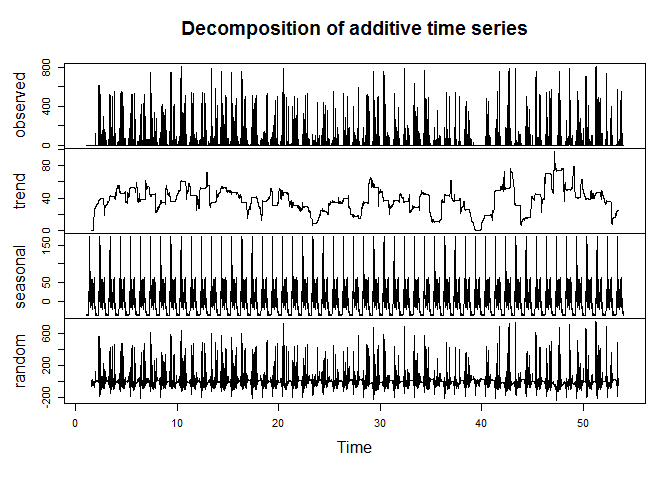 Decomposition of additive time series
observed
0 400 800
trend
0 40 80
seasonal
0 50 150
random
-200 200 600
0 10 20 30 40 50
Time